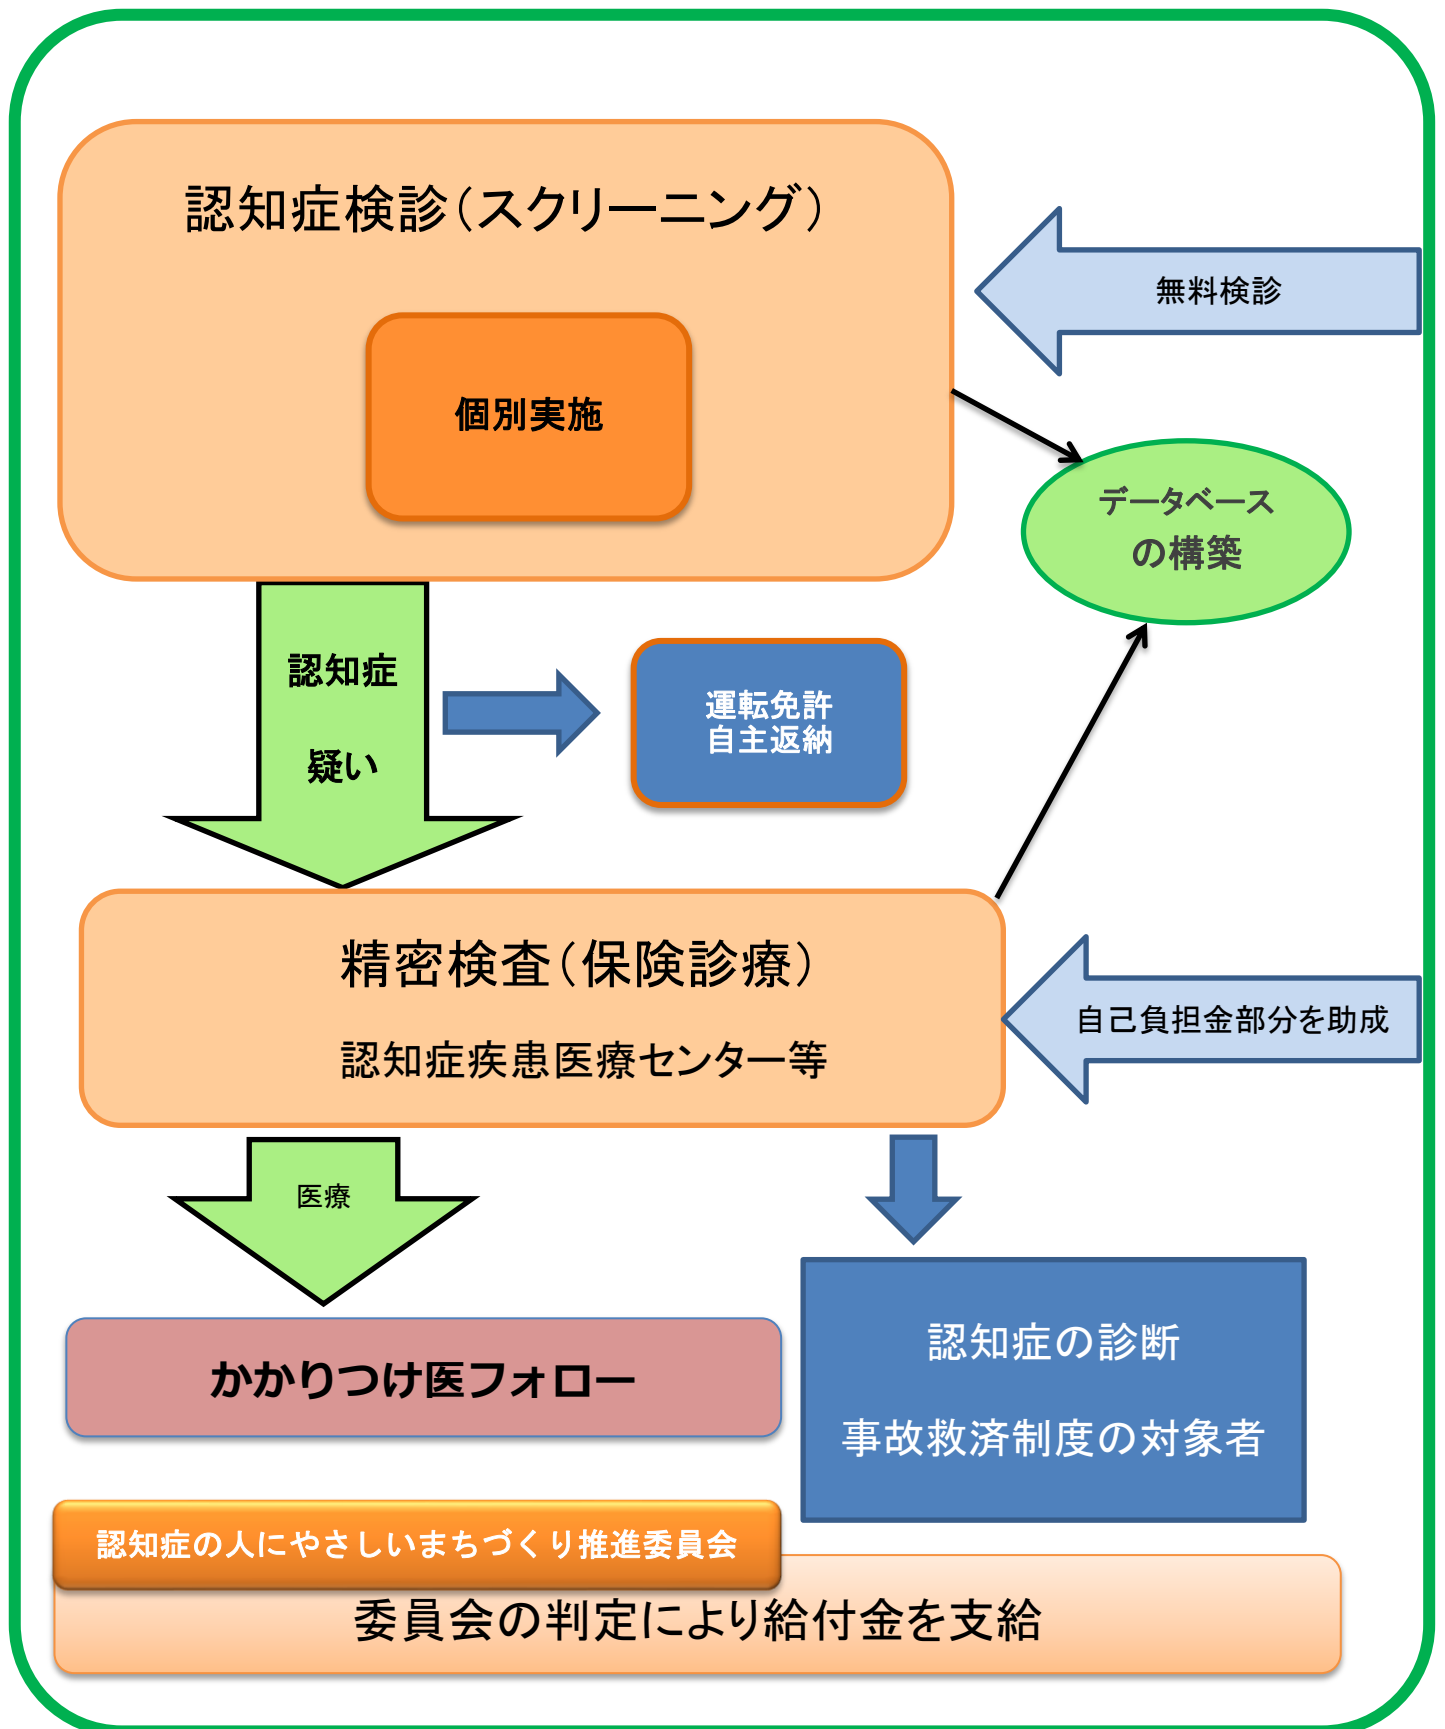 認知症検診（スクリーニング）
無料検診
個別実施
データベース
の構築
認知症
疑い
運転免許
自主返納
精密検査（保険診療）
認知症疾患医療センター等
自己負担金部分を助成
医療
かかりつけ医フォロー
認知症の診断
事故救済制度の対象者
認知症の人にやさしいまちづくり推進委員会
委員会の判定により給付金を支給